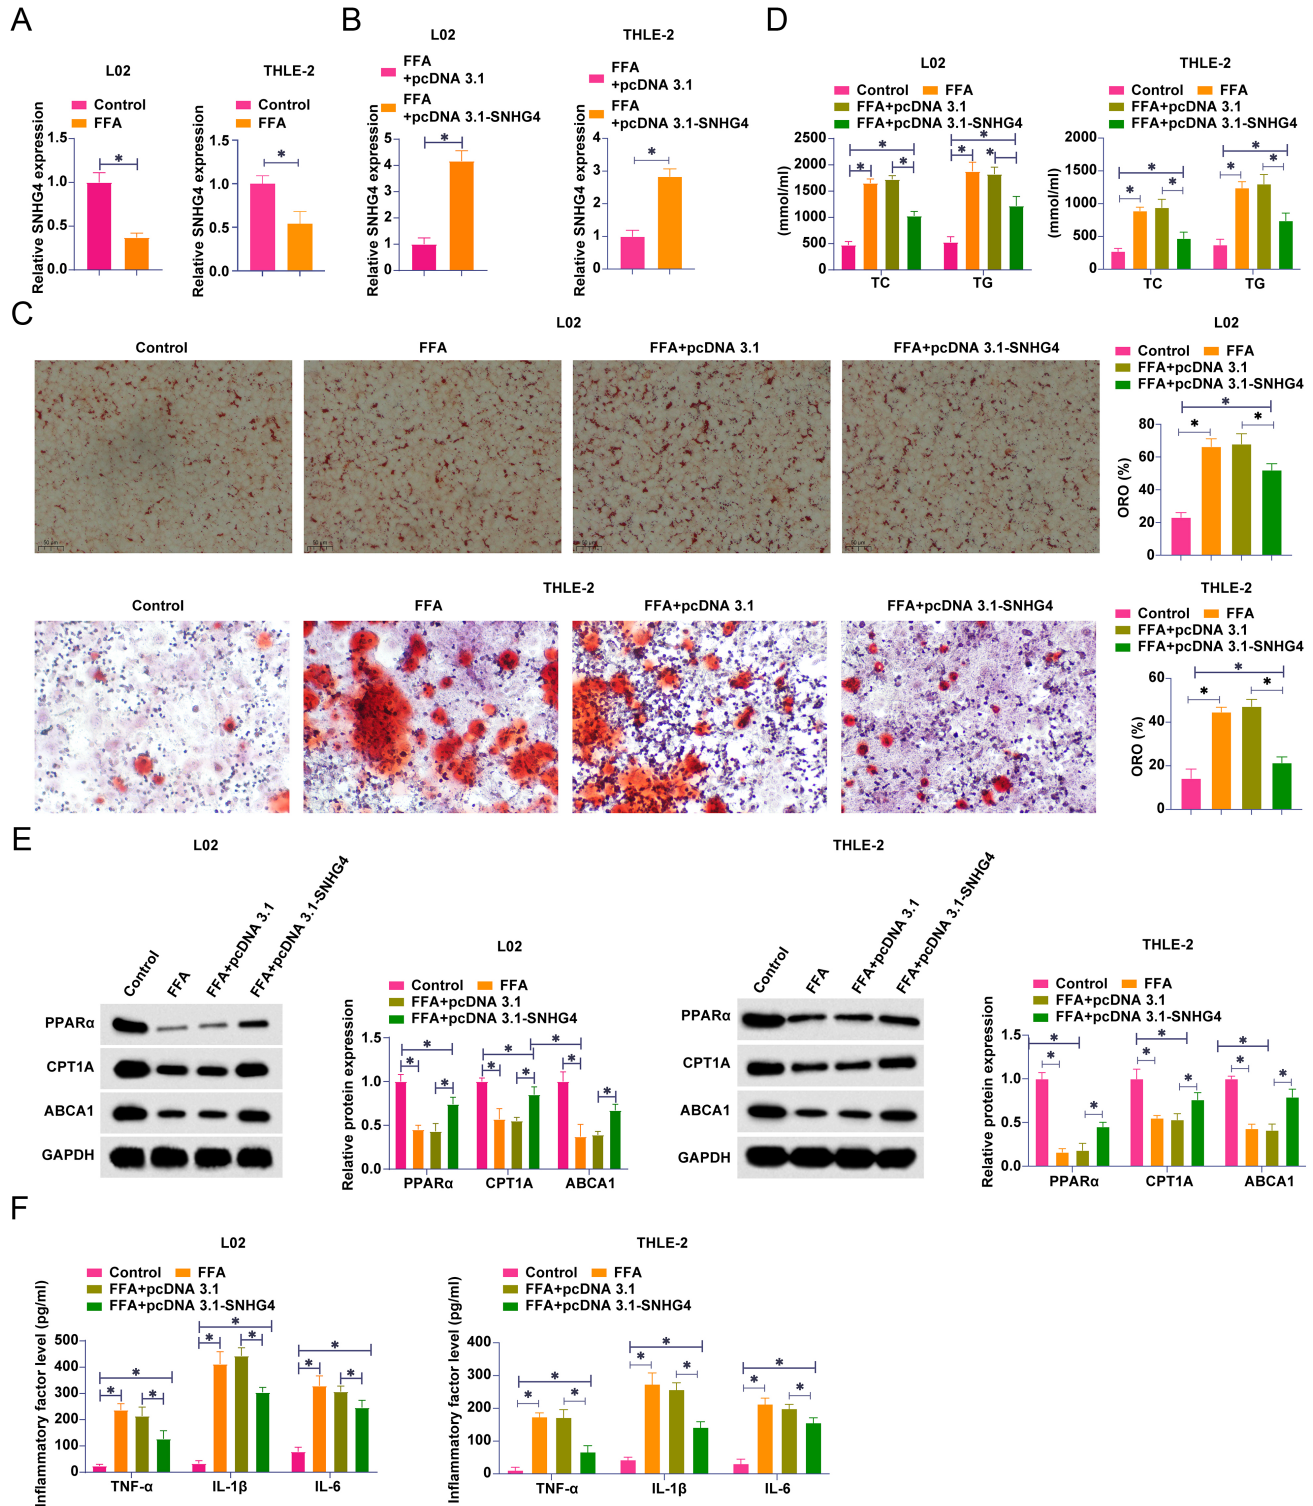 A
L02
Control
FFA
Relative SNHG4 expression
1.5
1.0
0.5
0.0
*
THLE-2
Control
FFA
Relative SNHG4 expression
1.5
1.0
0.5
0.0
*
B
L02
FFA
+pcDNA 3.1
FFA
+pcDNA 3.1-SNHG4
Relative SNHG4 expression
5
4
3
2
1
0
*
THLE-2
FFA
+pcDNA 3.1
FFA
+pcDNA 3.1-SNHG4
Relative SNHG4 expression
4
3
2
1
0
*
D
L02
Control FFA
FFA+pcDNA 3.1
FFA+pcDNA 3.1-SNHG4
(mmol/ml)
2500
2000
1500
1000
500
0
* * * * * *
TC TG
THLE-2
Control FFA
FFA+pcDNA 3.1
FFA+pcDNA 3.1-SNHG4
(mmol/ml)
2000
1500
1000
500
0
* * * * * *
TC TG
C
L02
Control FFA FFA+pcDNA 3.1 FFA+pcDNA 3.1-SNHG4
50 μm 50 μm 50 μm 50 μm
L02
Control FFA
FFA+pcDNA 3.1
FFA+pcDNA 3.1-SNHG4
ORO (%)
80
60
40
20
0
* * *
THLE-2
Control FFA FFA+pcDNA 3.1 FFA+pcDNA 3.1-SNHG4
THLE-2
Control FFA
FFA+pcDNA 3.1
FFA+pcDNA 3.1-SNHG4
ORO (%)
60
40
20
0
* * *
E
L02
Control FFA FFA+pcDNA 3.1 FFA+pcDNA 3.1-SNHG4
PPARα
CPT1A
ABCA1
GAPDH
L02
Control FFA
FFA+pcDNA 3.1
FFA+pcDNA 3.1-SNHG4
Relative protein expression
1.5
1.0
0.5
0.0
* * * * * * * * *
PPARα CPT1A ABCA1
THLE-2
Control FFA FFA+pcDNA 3.1 FFA+pcDNA 3.1-SNHG4
PPARα
CPT1A
ABCA1
GAPDH
THLE-2
Control FFA
FFA+pcDNA 3.1
FFA+pcDNA 3.1-SNHG4
Relative protein expression
1.5
1.0
0.5
0.0
* * * * * * * * *
PPARα CPT1A ABCA1
F
L02
Control FFA
FFA+pcDNA 3.1
FFA+pcDNA 3.1-SNHG4
Inflammatory factor level (pg/ml)
500
400
300
200
100
0
* * * * * * * * *
TNF-α IL-1β IL-6
THLE-2
Control FFA
FFA+pcDNA 3.1
FFA+pcDNA 3.1-SNHG4
Inflammatory factor level (pg/ml)
400
300
200
100
0
* * * * * * * * *
TNF-α IL-1β IL-6